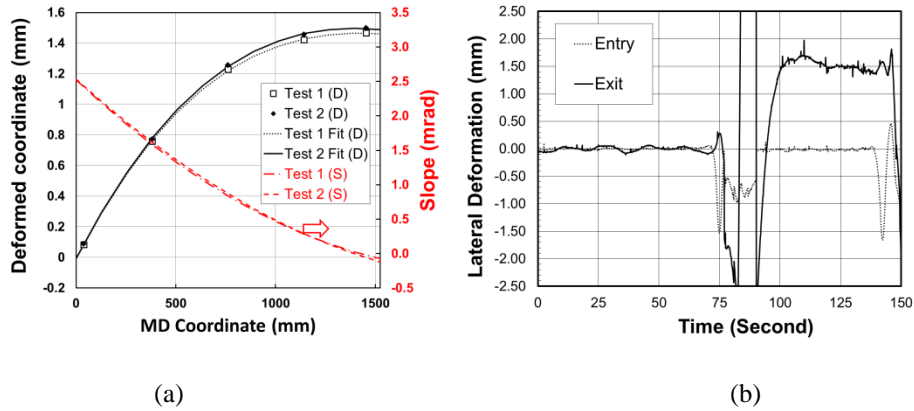 1.6
1.4
1.2
1
0.8
0.6
0.4
0.2
0
-0.2
Deformed coordinate (mm)
3.5
3.0
2.5
2.0
1.5
1.0
0.5
0.0
-0.5
Slope (mrad)
Test 1 (D)
Test 2 (D)
Test 1 Fit (D)
Test 2 Fit (D)
Test 1 (S)
Test 2 (S)
0 500 1000 1500
MD Coordinate (mm)
(a)
2.50
2.00
1.50
1.00
0.50
0.00
-0.50
-1.00
-1.50
-2.00
-2.50
Lateral Deformation (mm)
Entry
Exit
0 25 50 75 100 125 150
Time (Second)
(b)